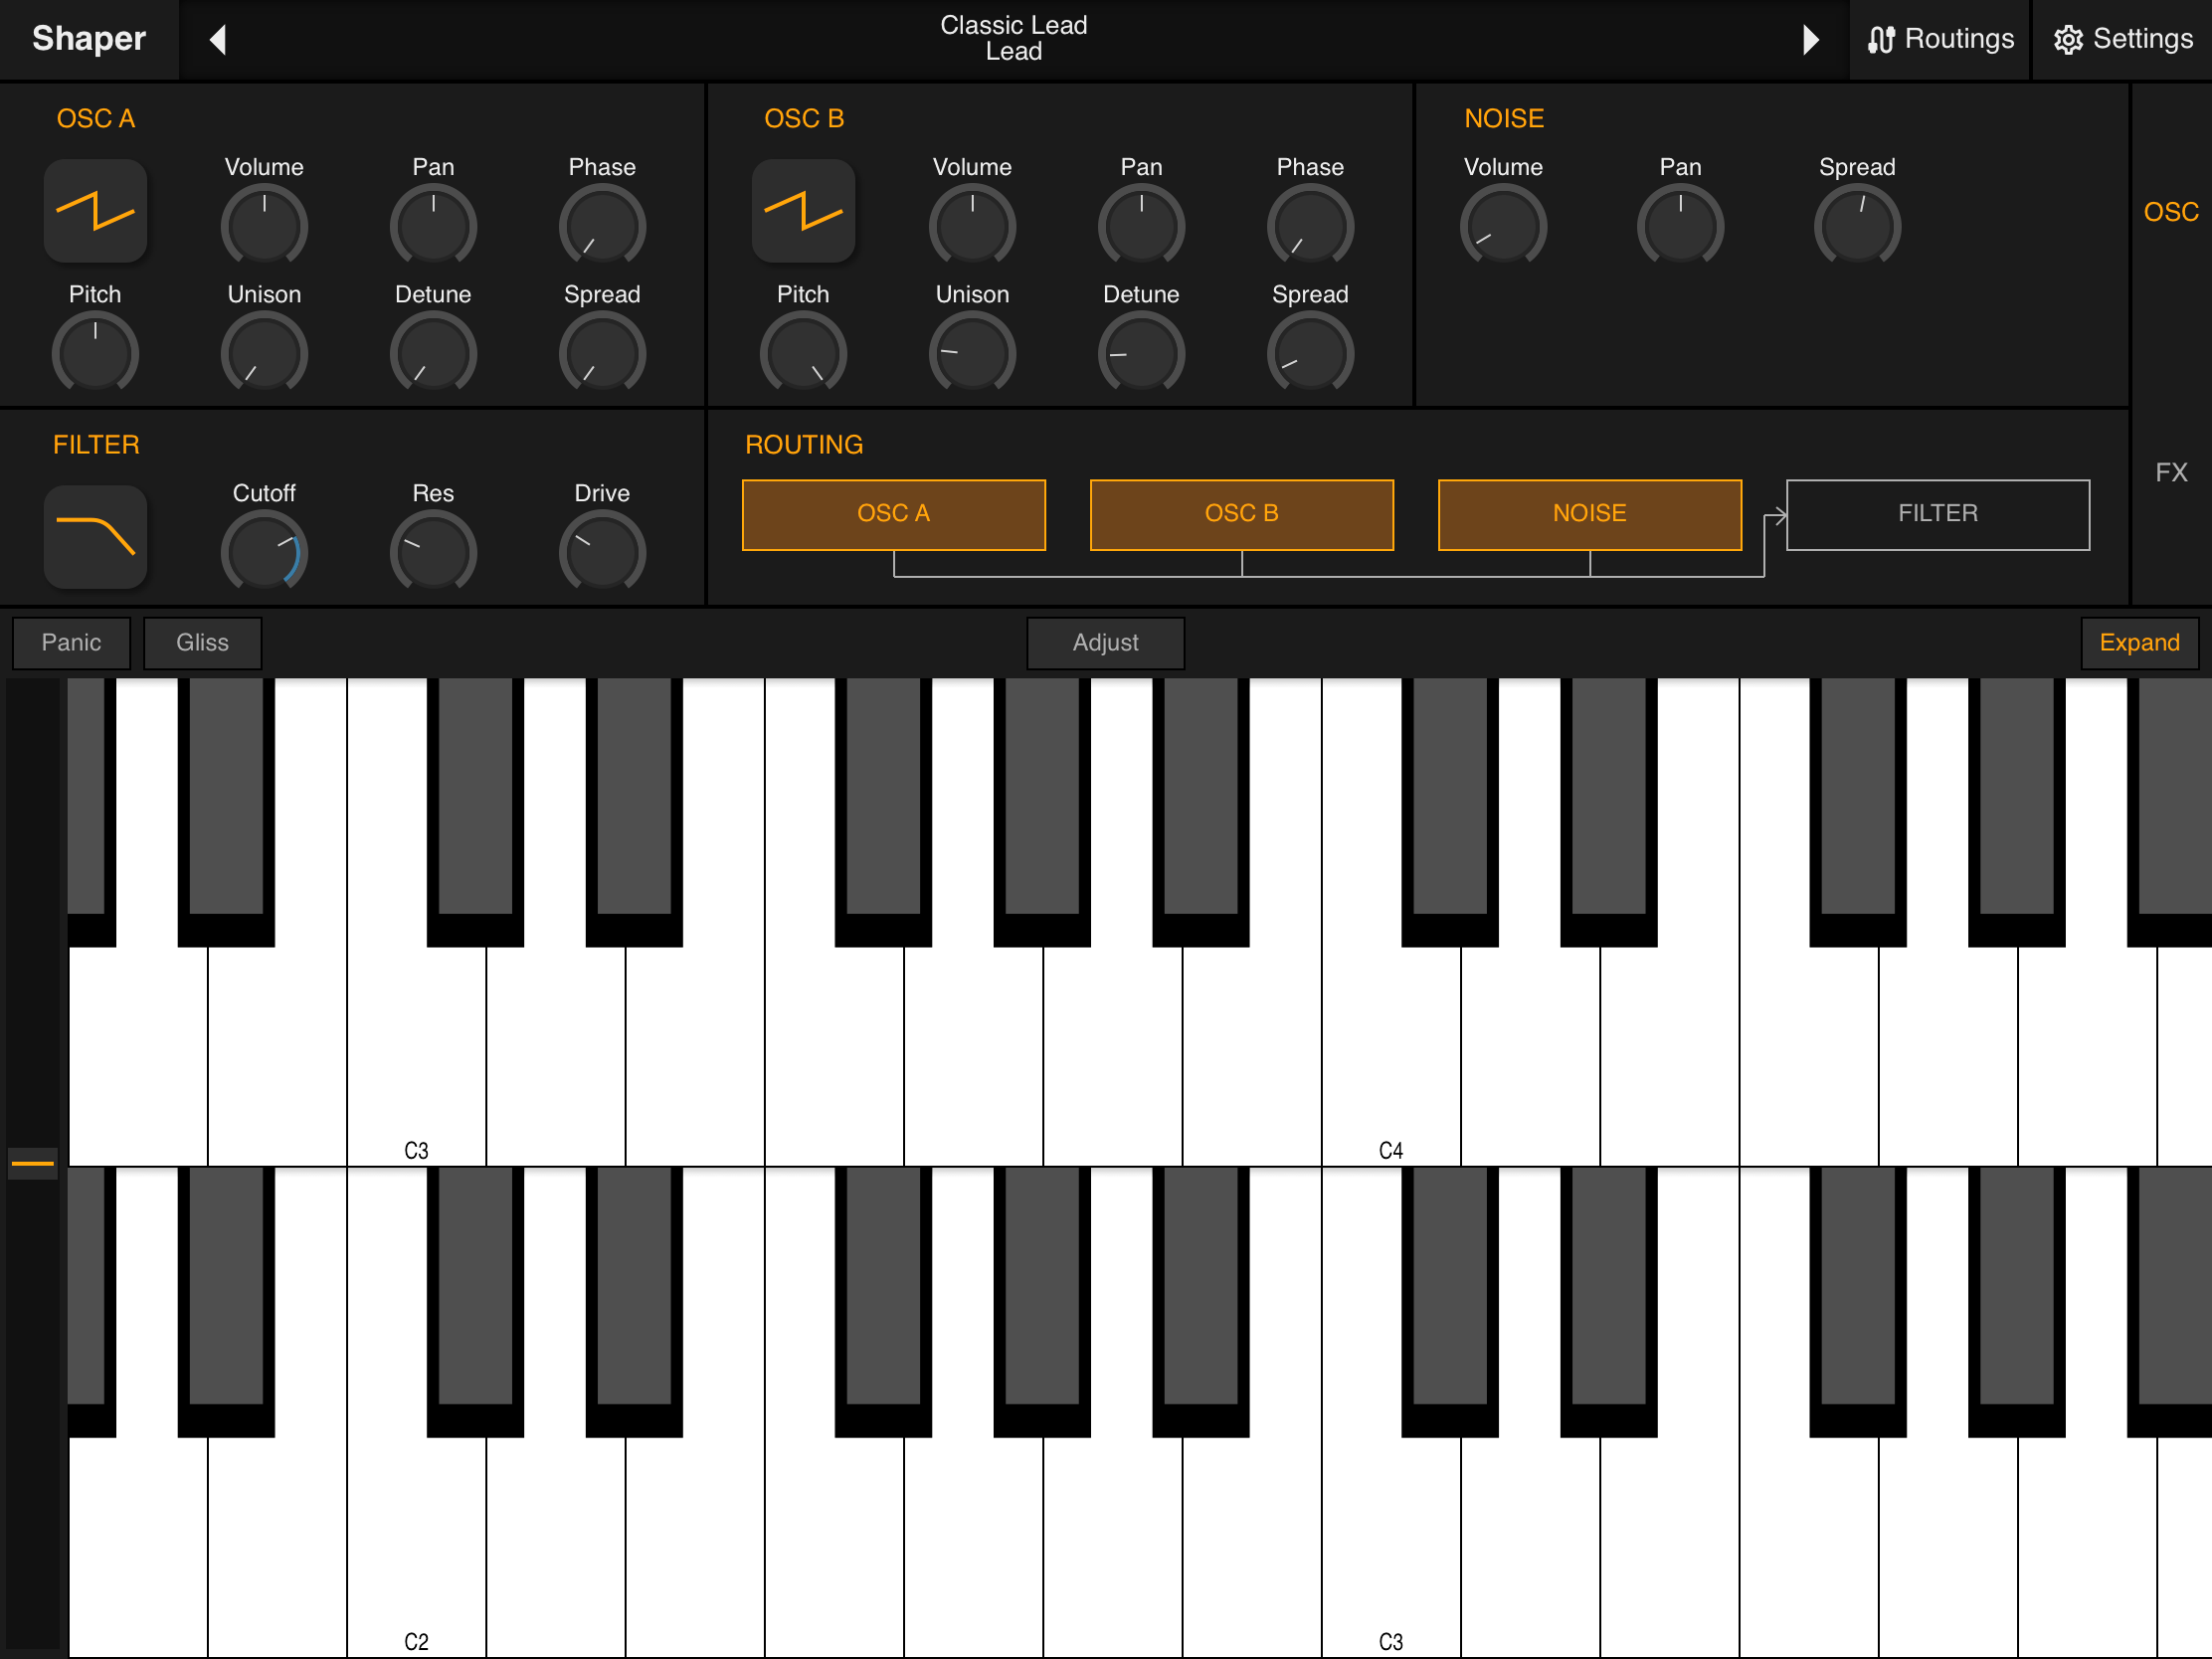 Shaper
Classic Lead
Lead
Routings
Settings
OSC A
Volume
Pan
Phase
Pitch
Unison
Detune
Spread
OSC B
Volume
Pan
Phase
Pitch
Unison
Detune
Spread
NOISE
Volume
Pan
Spread
OSC
FX
FILTER
Cutoff
Res
Drive
ROUTING
OSC A
OSC B
NOISE
FILTER
Panic
Gliss
Adjust
Expand
C3
C4
C2
C3